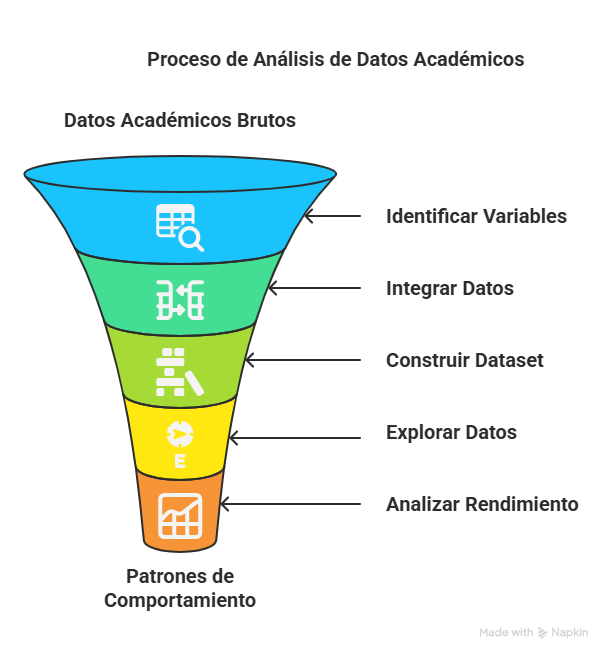 Proceso de Análisis de Datos Académicos
Datos Académicos Brutos
Identificar Variables
Integrar Datos
Construir Dataset
Explorar Datos
E
Analizar Rendimiento
Patrones de
Comportamiento
Made with Napkin